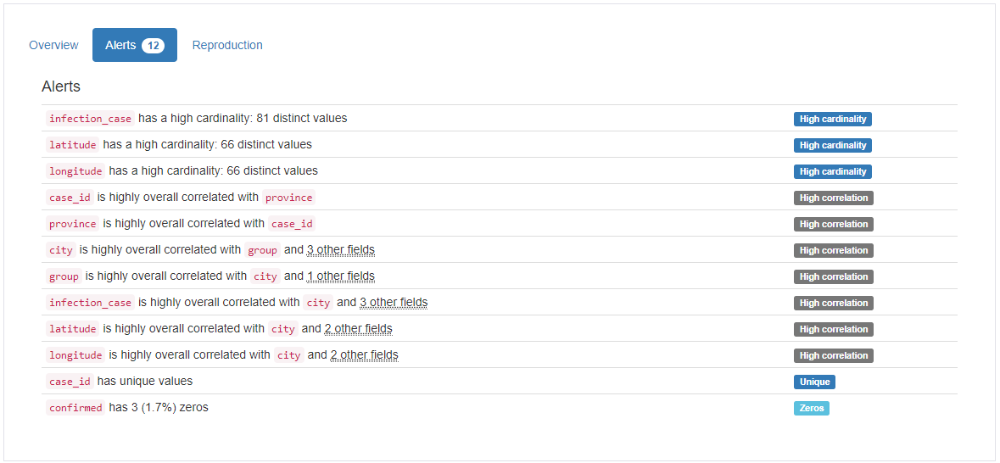 Overview Alerts 12 Reproduction
Alerts
infection_case has a high cardinality: 81 distinct values High cardinality
latitude has a high cardinality: 66 distinct values High cardinality
longitude has a high cardinality: 66 distinct values High cardinality
case_id is highly overall correlated with province High correlation
province is highly overall correlated with case_id High correlation
city is highly overall correlated with group and 3 other fields High correlation
group is highly overall correlated with city and 1 other fields High correlation
infection_case is highly overall correlated with city and 3 other fields High correlation
latitude is highly overall correlated with city and 2 other fields High correlation
longitude is highly overall correlated with city and 2 other fields High correlation
case_id has unique values Unique
confirmed has 3 (1.7%) zeros Zeros